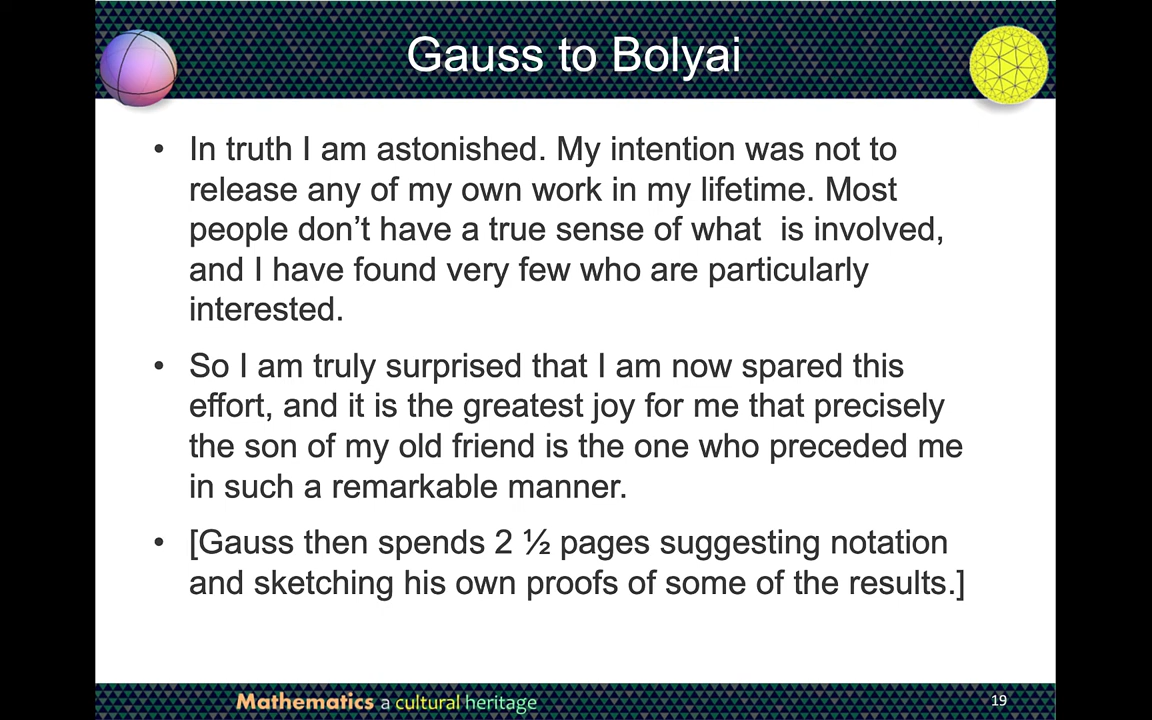 Gauss to Bolyai
• In truth I am astonished. My intention was not to
release any of my own work in my lifetime. Most
people don’t have a true sense of what  is involved,
and I have found very few who are particularly
interested.
• So I am truly surprised that I am now spared this
effort, and it is the greatest joy for me that precisely
the son of my old friend is the one who preceded me
in such a remarkable manner.
• [Gauss then spends 2 ½ pages suggesting notation
and sketching his own proofs of some of the results.]
Mathematics a cultural heritage
19